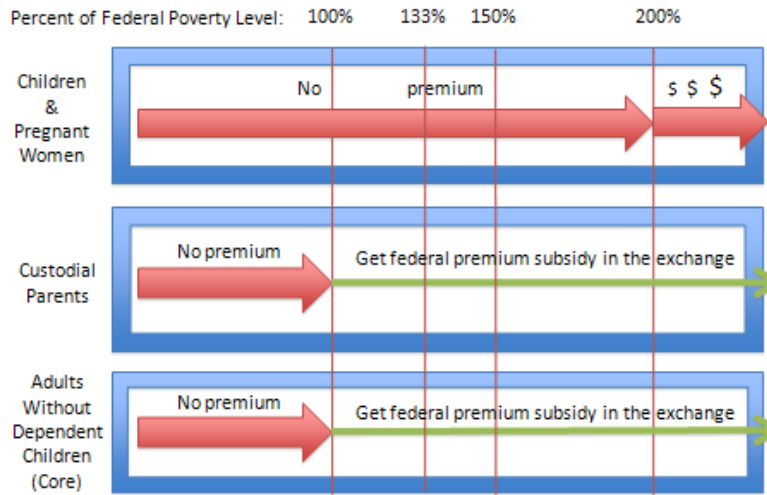 Percent of Federal Poverty Level: 100% 133% 150% 200%
Children
&
Pregnant
Women
No premium $ $ $
Custodial
Parents
No premium
Get federal premium subsidy in the exchange
Adults
Without
Dependent
Children
(Core)
No premium
Get federal premium subsidy in the exchange